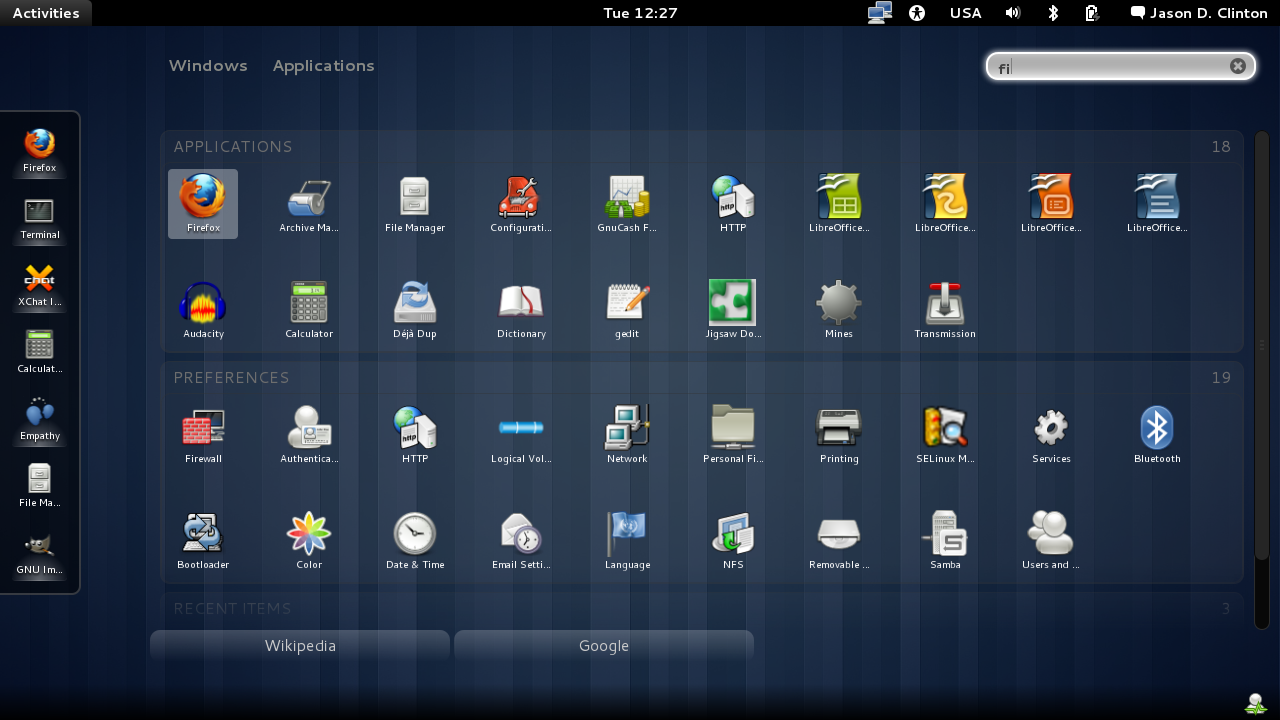 Activities
Tue 12:27
USA
Jason D. Clinton
Windows Applications
fi
Firefox
Terminal
XChat I...
Calculat...
Empathy
File Ma...
GNU Im...
APPLICATIONS 18
Firefox Archive Ma... File Manager Configurati... GnuCash F... HTTP LibreOffice... LibreOffice... LibreOffice... LibreOffice...
Audacity Calculator Déjà Dup Dictionary gedit Jigsaw Do... Mines Transmission
PREFERENCES 19
Firewall Authentica... HTTP Logical Vol... Network Personal Fi... Printing SELinux M... Services Bluetooth
Bootloader Color Date & Time Email Setti... Language NFS Removable ... Samba Users and ...
RECENT ITEMS 3
Wikipedia Google